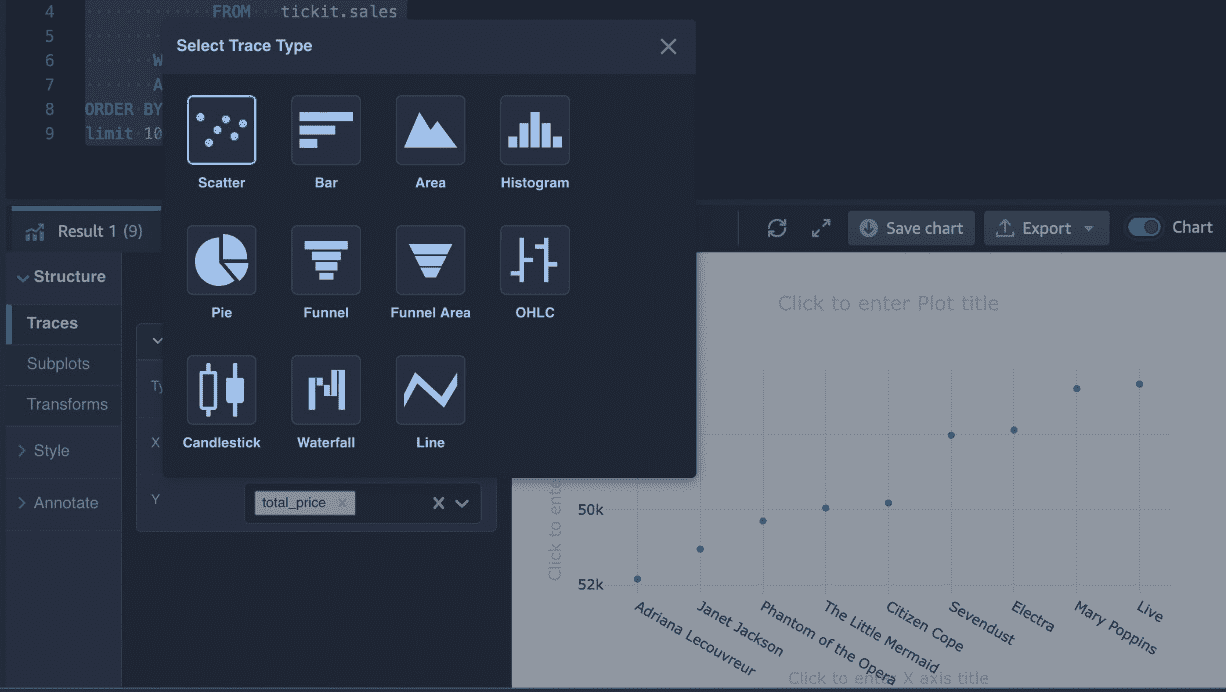 4 FROM tickit.sales
5
6 W
7 A
8 ORDER BY
9 limit 10
Select Trace Type
Scatter Bar Area Histogram
Pie Funnel Funnel Area OHLC
Candlestick Waterfall Line
Result 1 (9)
Save chart Export Chart
Structure
Traces
Subplots
Transforms
Style
Annotate
Ty
X
Y total_price
Click to enter Plot title
Click to ente
50k
52k
Adriana Lecouvreur
Janet Jackson
Phantom of the Opera
The Little Mermaid
Citizen Cope
Sevendust
Electra
Mary Poppins
Live
Click to enter X axis title